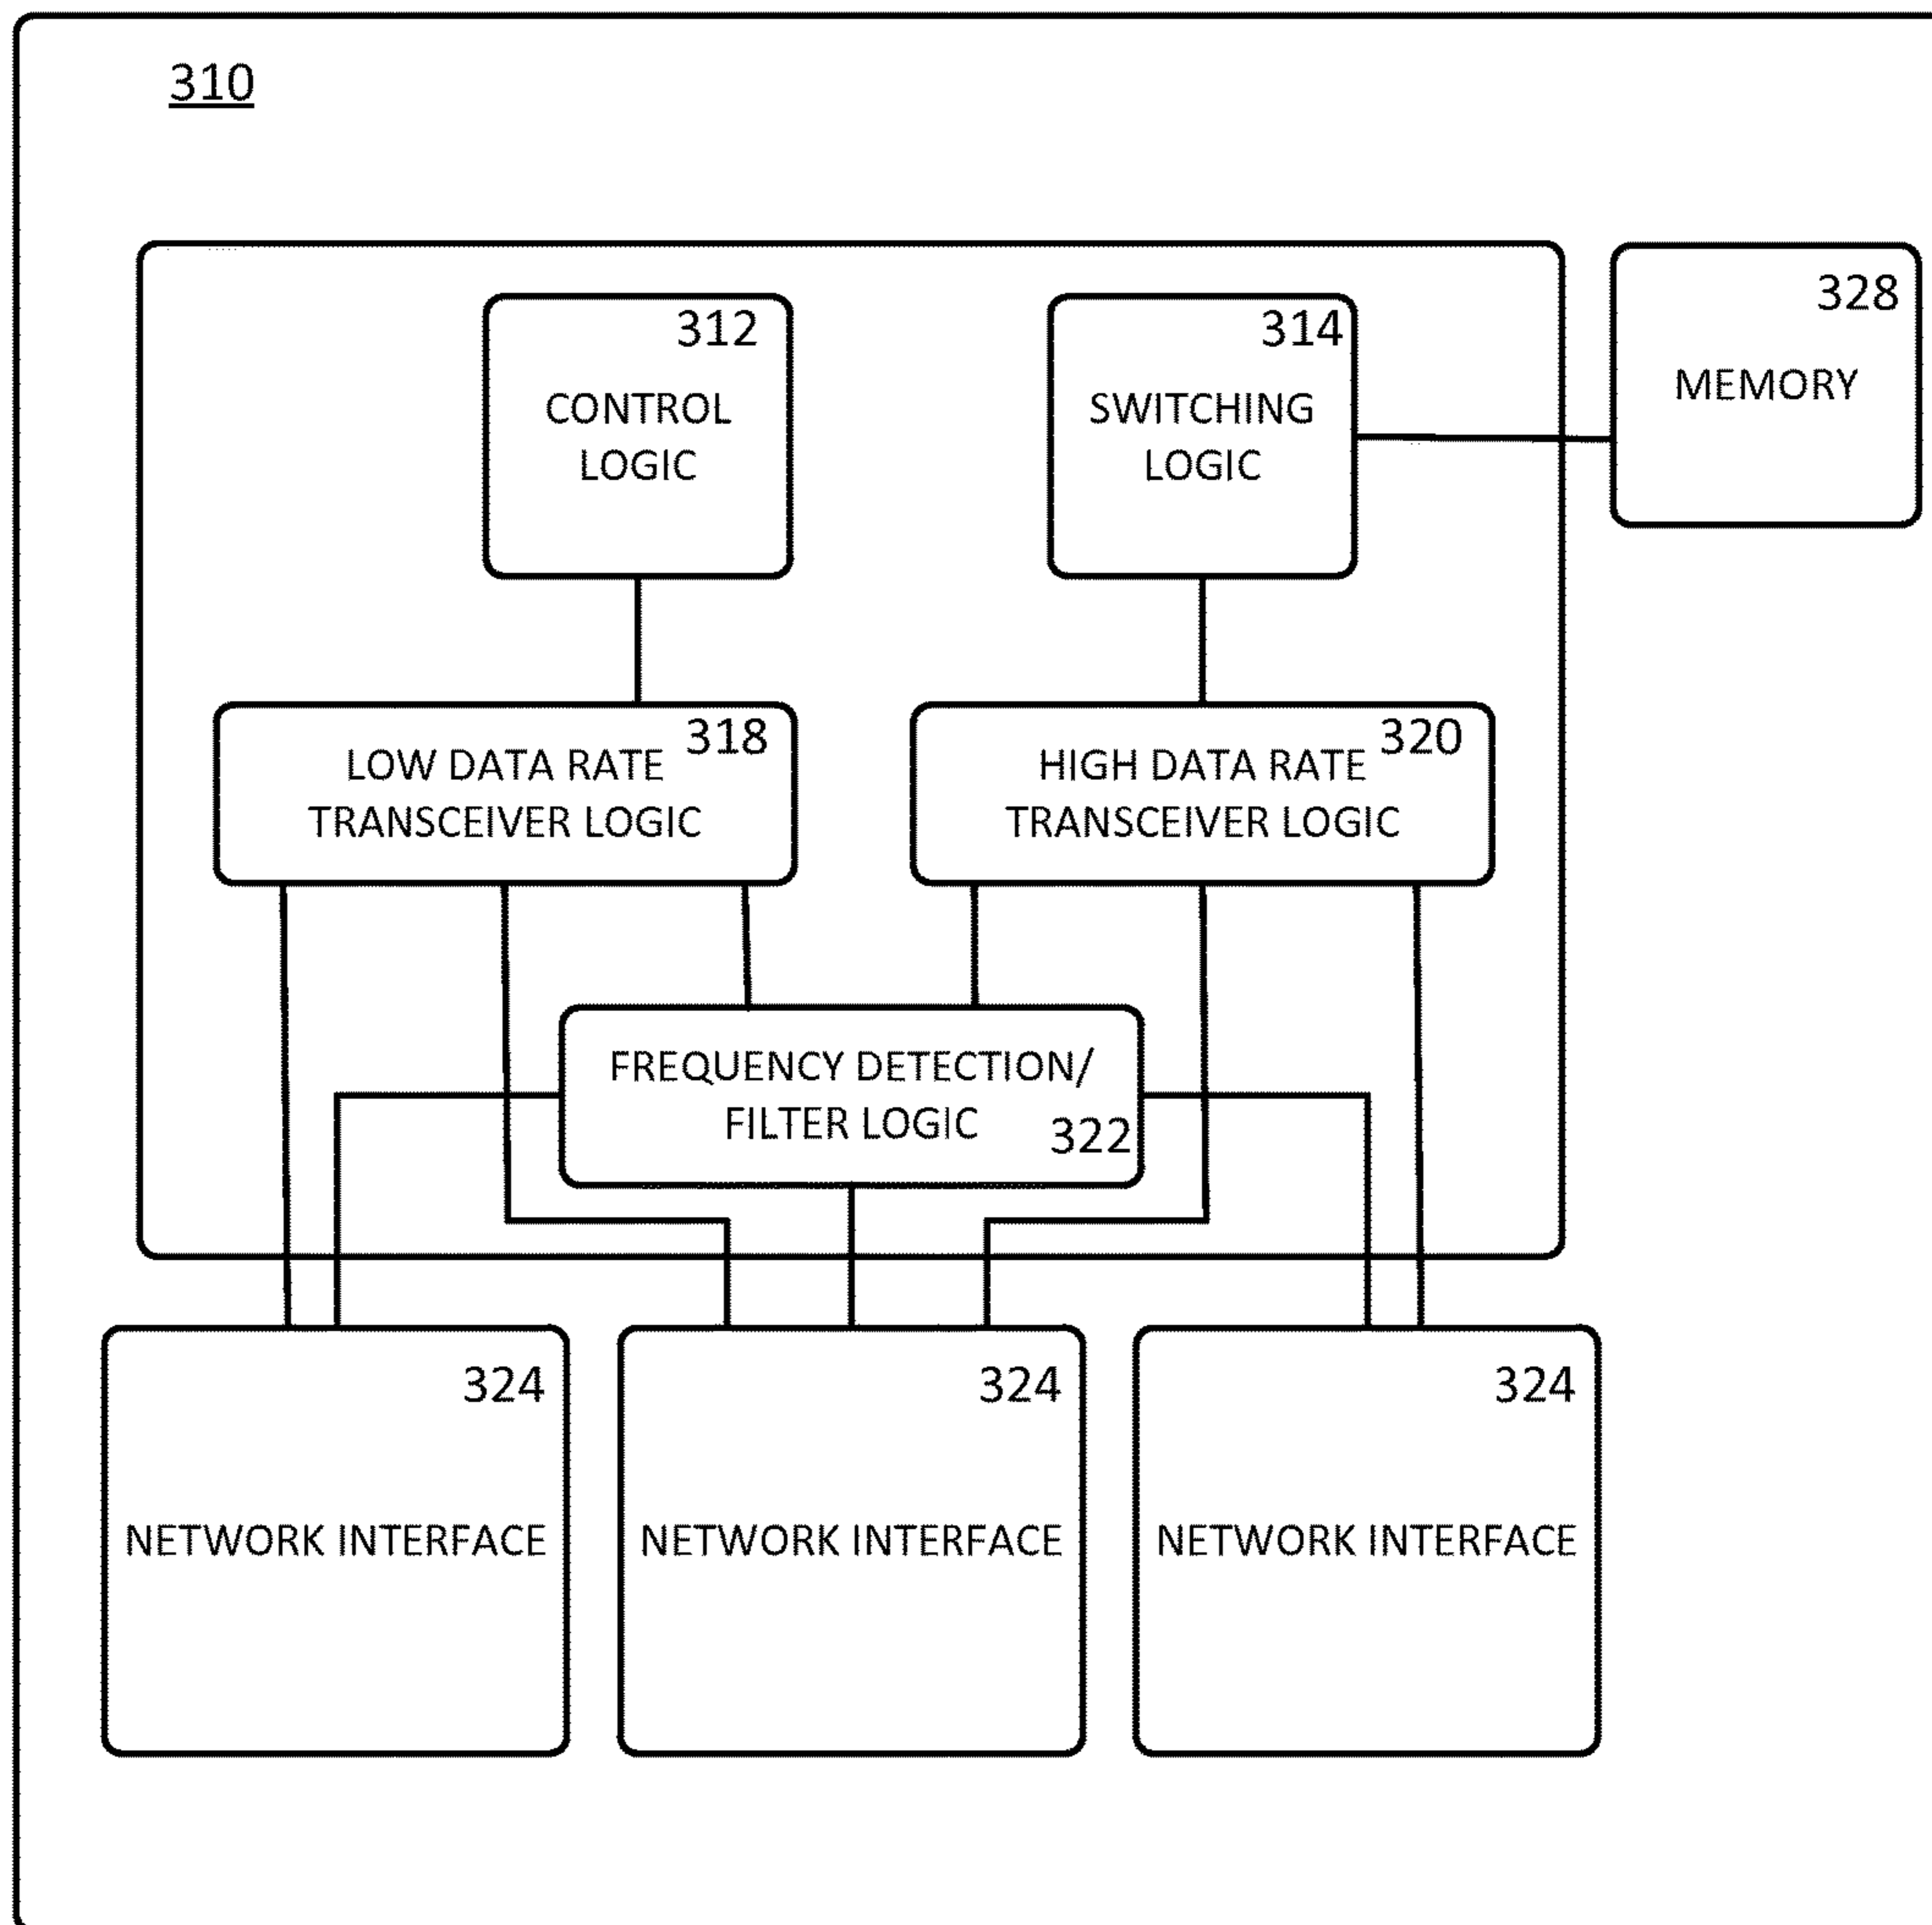 310
312
CONTROL
LOGIC
314
SWITCHING
LOGIC
328
MEMORY
318
LOW DATA RATE
TRANSCEIVER LOGIC
320
HIGH DATA RATE
TRANSCEIVER LOGIC
FREQUENCY DETECTION/
FILTER LOGIC
322
324
NETWORK INTERFACE
324
NETWORK INTERFACE
324
NETWORK INTERFACE